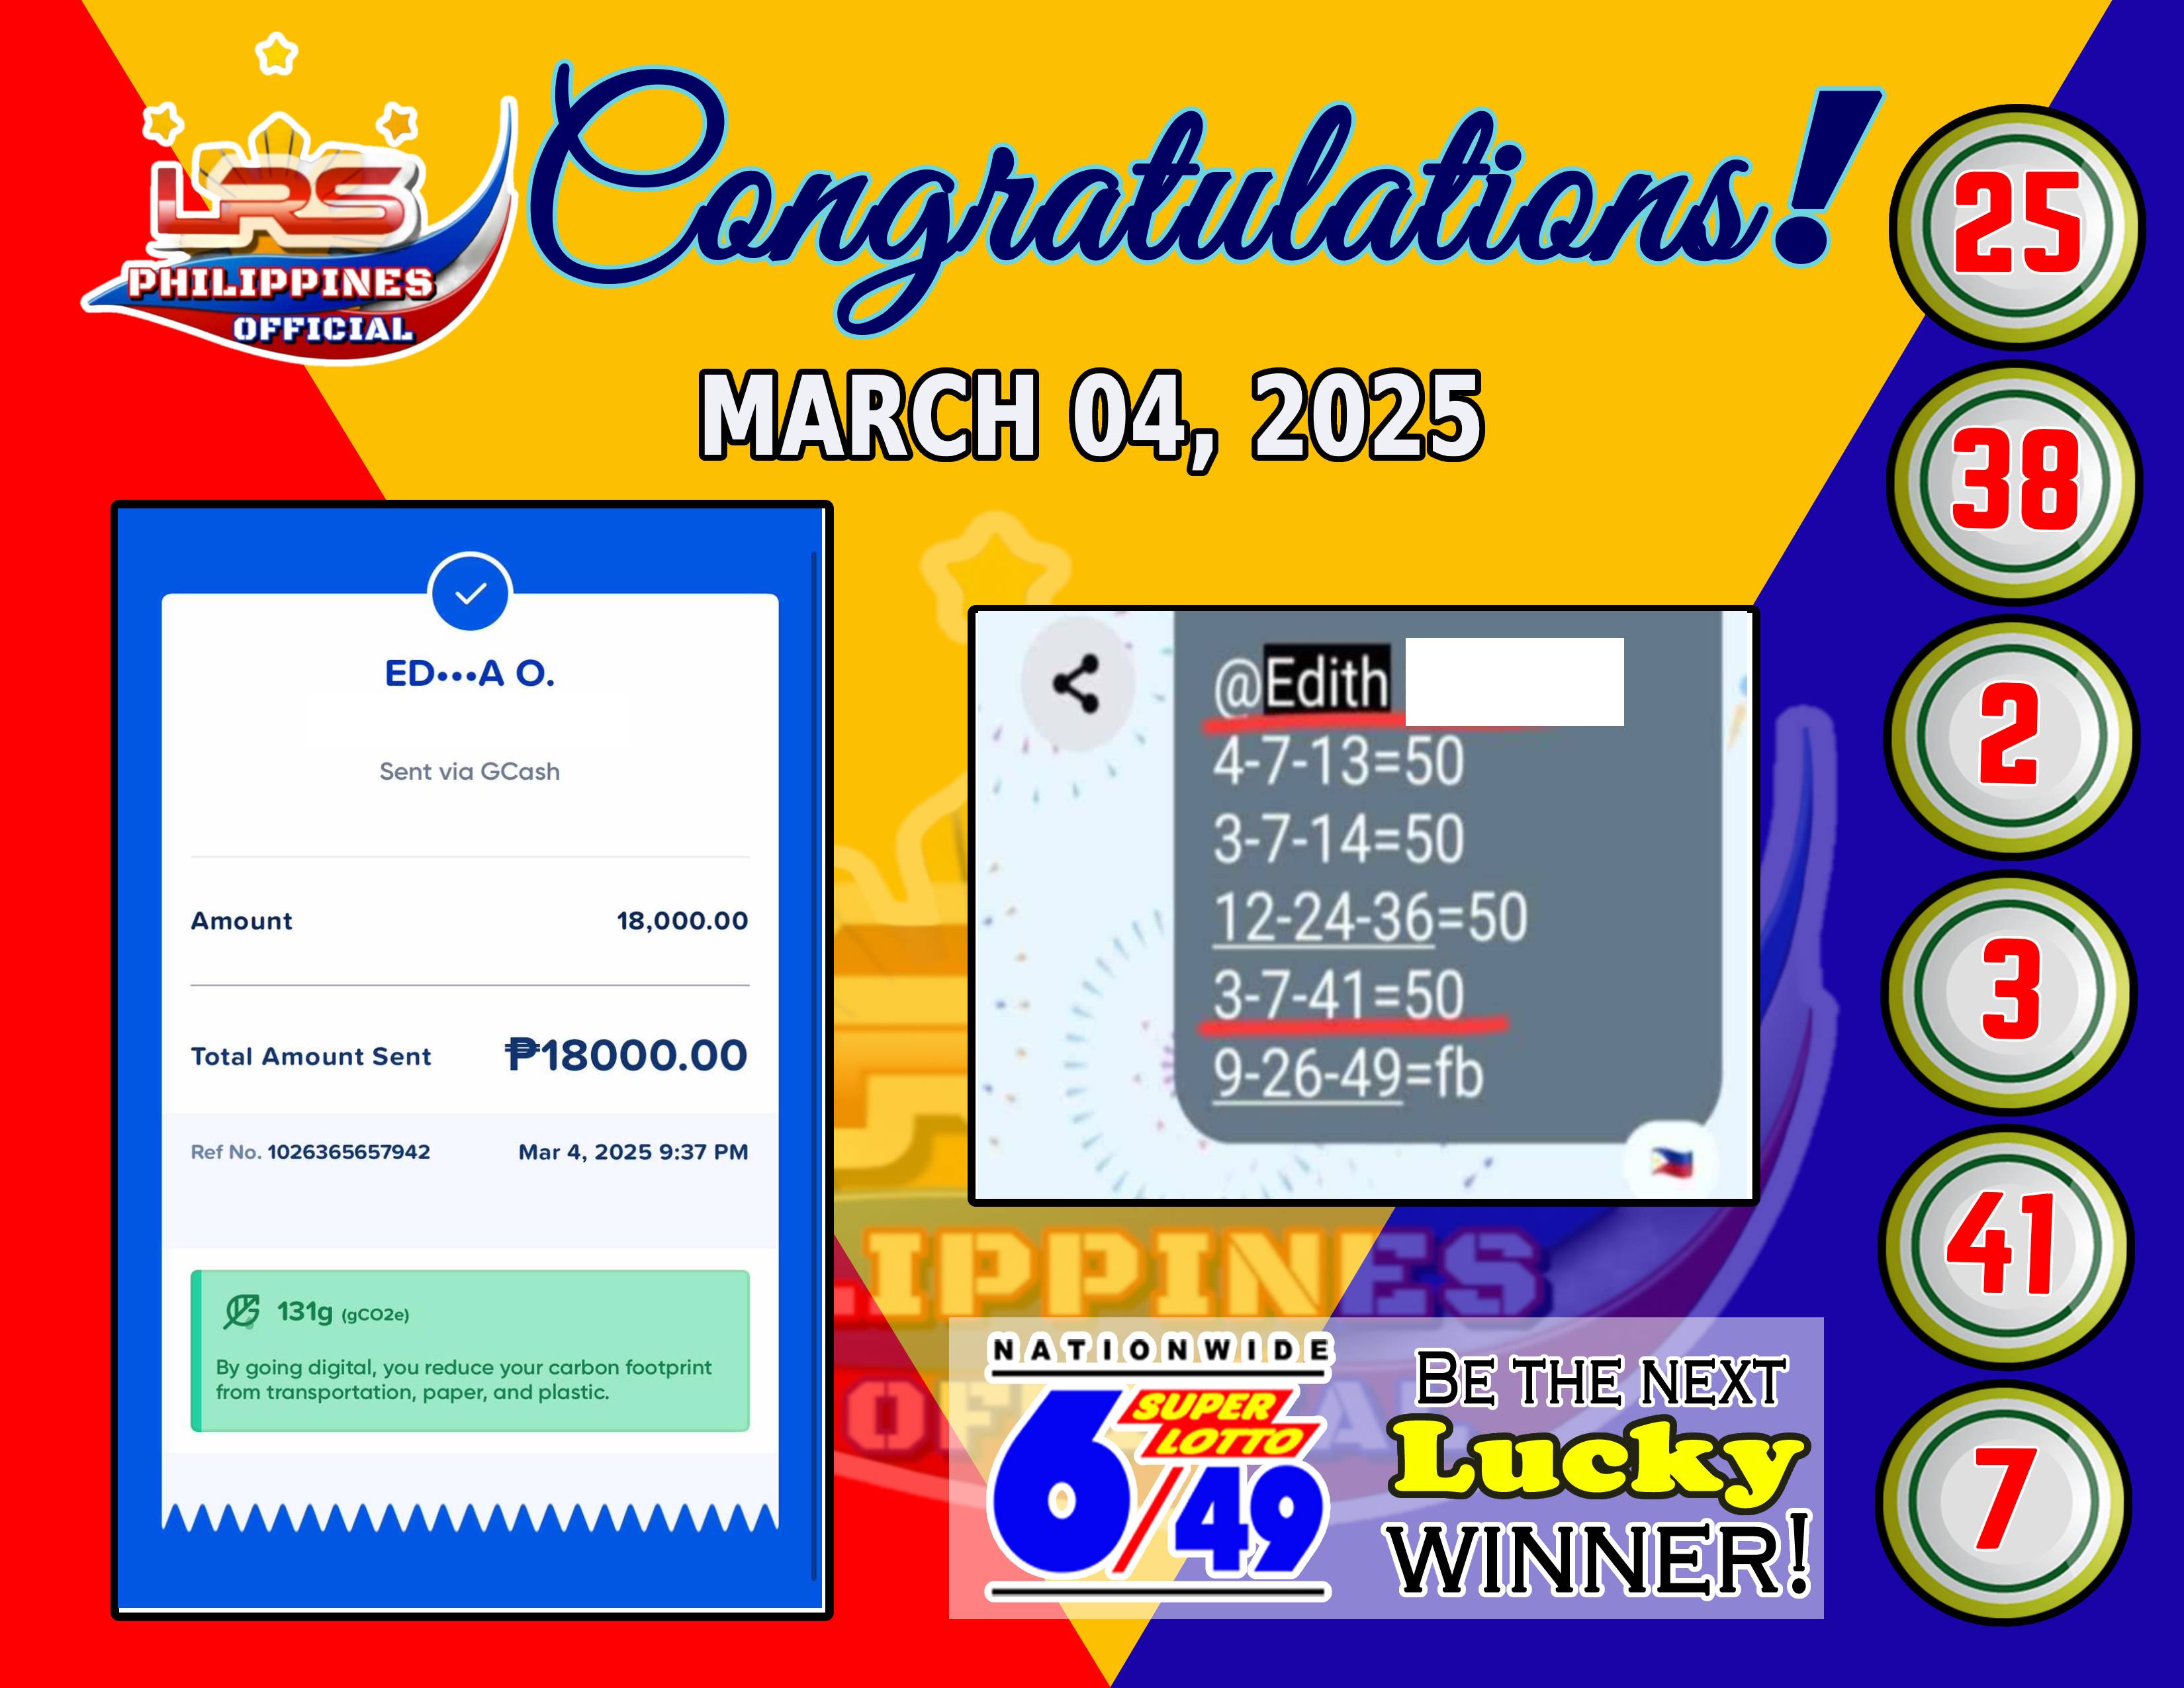 LRS
PHILIPPINES
OFFICIAL
Congratulations!
MARCH 04, 2025
ED•••A O.
Sent via GCash
Amount 18,000.00
Total Amount Sent ₱18000.00
Ref No. 1026365657942 Mar 4, 2025 9:37 PM
131g (gCO2e)
By going digital, you reduce your carbon footprint
from transportation, paper, and plastic.
@Edith
4-7-13=50
3-7-14=50
12-24-36=50
3-7-41=50
9-26-49=fb
LIPPINES
NATIONWIDE
SUPER
LOTTO
6/49
BE THE NEXT
Lucky
WINNER!
25
38
2
3
41
7